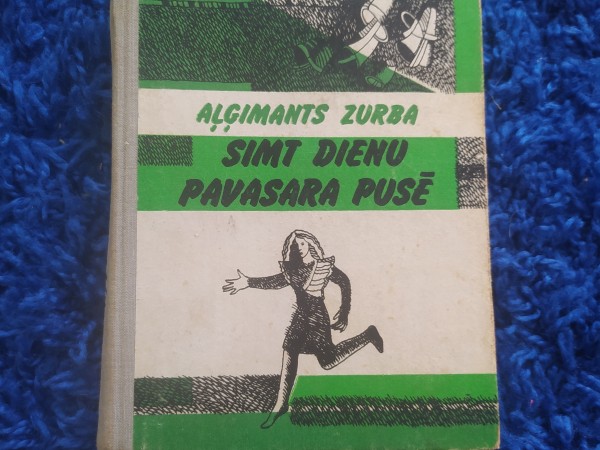 AĻĢIMANTS ZURBA
SIMT DIENU
PAVASARA PUSĒ